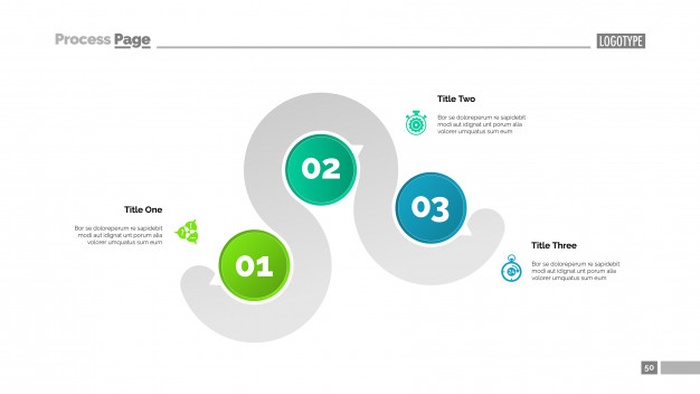 Process Page
LOGOTYPE
Title Two
Bor se doloreperum re sapidebit
modi aut idignat unt porum alia
volorer umquatus sum eum
02
03
Title One
Bor se doloreperum re sapidebit
modi aut idignat unt porum alia
volorer umquatus sum eum
01
Title Three
Bor se doloreperum re sapidebit
modi aut idignat unt porum alia
volorer umquatus sum eum
50